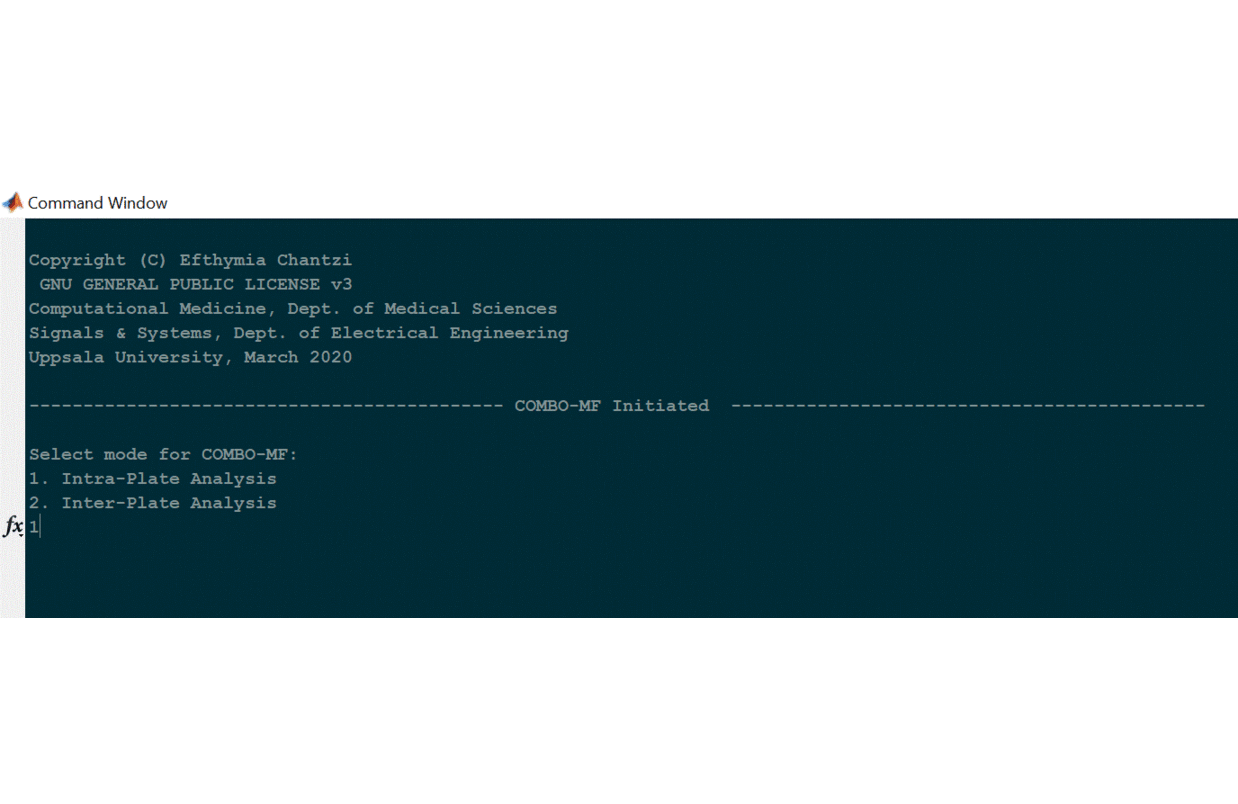 Command Window
Copyright (C) Efthymia Chantzi
GNU GENERAL PUBLIC LICENSE v3
Computational Medicine, Dept. of Medical Sciences
Signals & Systems, Dept. of Electrical Engineering
Uppsala University, March 2020
-------------------------------------------- COMBO-MF Initiated  --------------------------------------------
Select mode for COMBO-MF:
1. Intra-Plate Analysis
2. Inter-Plate Analysis
fx 1